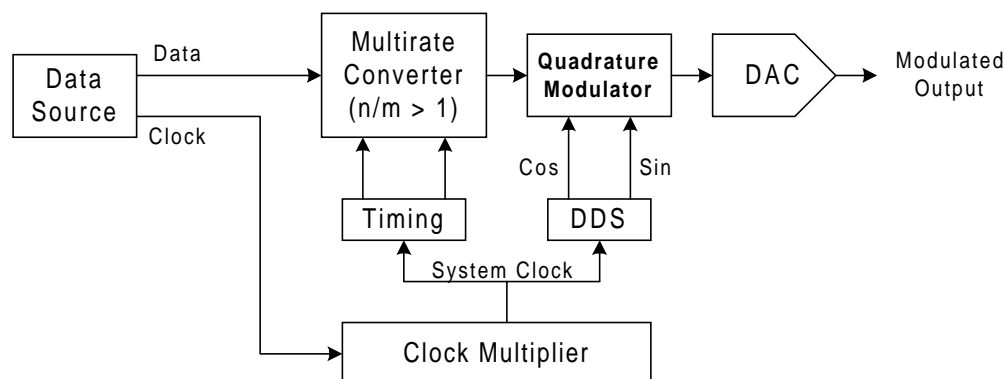 Data
Source
Data
Clock
Multirate
Converter
(n/m > 1)
Quadrature
Modulator
DAC
Modulated
Output
Cos
Sin
Timing
DDS
System Clock
Clock Multiplier